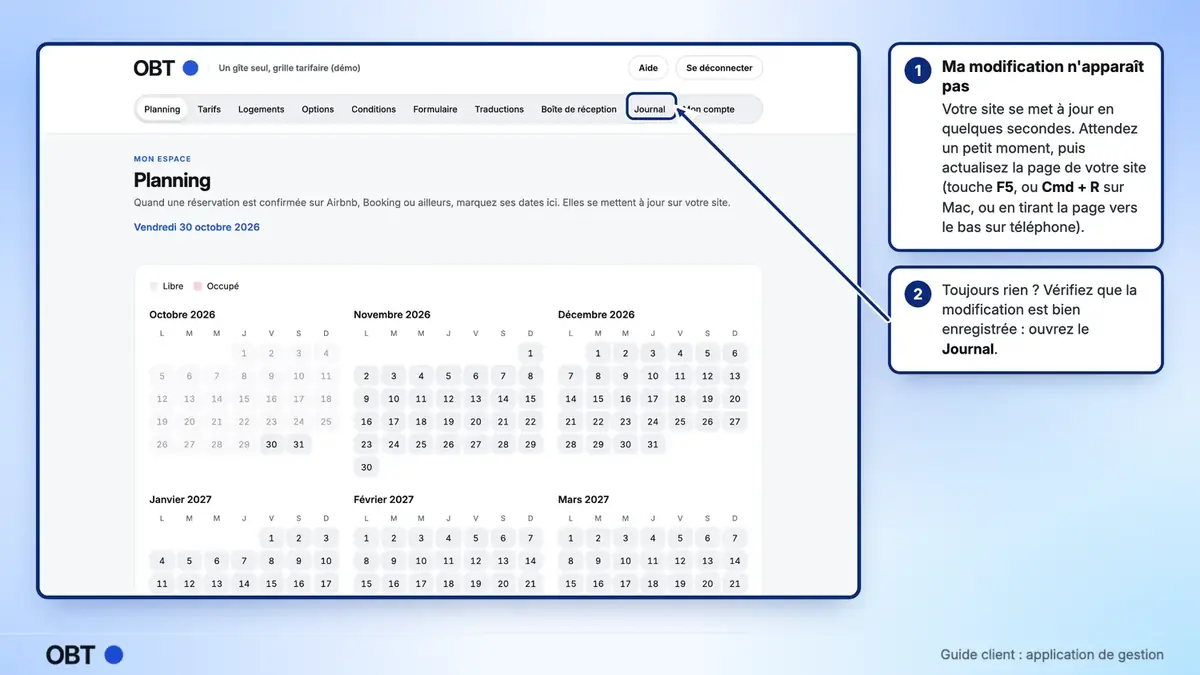 OBT
Un gîte seul, grille tarifaire (démo)
Aide
Se déconnecter
Planning
Tarifs
Logements
Options
Conditions
Formulaire
Traductions
Boîte de réception
Journal
Mon compte
MON ESPACE
Planning
Quand une réservation est confirmée sur Airbnb, Booking ou ailleurs, marquez ses dates ici. Elles se mettent à jour sur votre site.
Vendredi 30 octobre 2026
Libre
Occupé
Octobre 2026
L M M J V S D
1 2 3 4
5 6 7 8 9 10 11
12 13 14 15 16 17 18
19 20 21 22 23 24 25
26 27 28 29 30 31
Novembre 2026
L M M J V S D
1
2 3 4 5 6 7 8
9 10 11 12 13 14 15
16 17 18 19 20 21 22
23 24 25 26 27 28 29
30
Décembre 2026
L M M J V S D
1 2 3 4 5 6
7 8 9 10 11 12 13
14 15 16 17 18 19 20
21 22 23 24 25 26 27
28 29 30 31
Janvier 2027
L M M J V S D
1 2 3
4 5 6 7 8 9 10
11 12 13 14 15 16 17
Février 2027
L M M J V S D
1 2 3 4 5 6 7
8 9 10 11 12 13 14
15 16 17 18 19 20 21
Mars 2027
L M M J V S D
1 2 3 4 5 6 7
8 9 10 11 12 13 14
15 16 17 18 19 20 21
1
Ma modification n'apparaît
pas
Votre site se met à jour en
quelques secondes. Attendez
un petit moment, puis
actualisez la page de votre site
(touche F5, ou Cmd + R sur
Mac, ou en tirant la page vers
le bas sur téléphone).
2
Toujours rien ? Vérifiez que la
modification est bien
enregistrée : ouvrez le
Journal.
OBT
Guide client : application de gestion